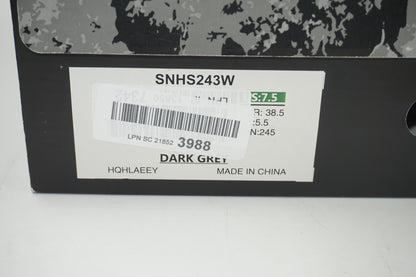 SNHS243W
S:7.5
R: 38.5
:5.5
N:245
LPN SC 21852 3988
DARK GREY
HQHLAEEY MADE IN CHINA